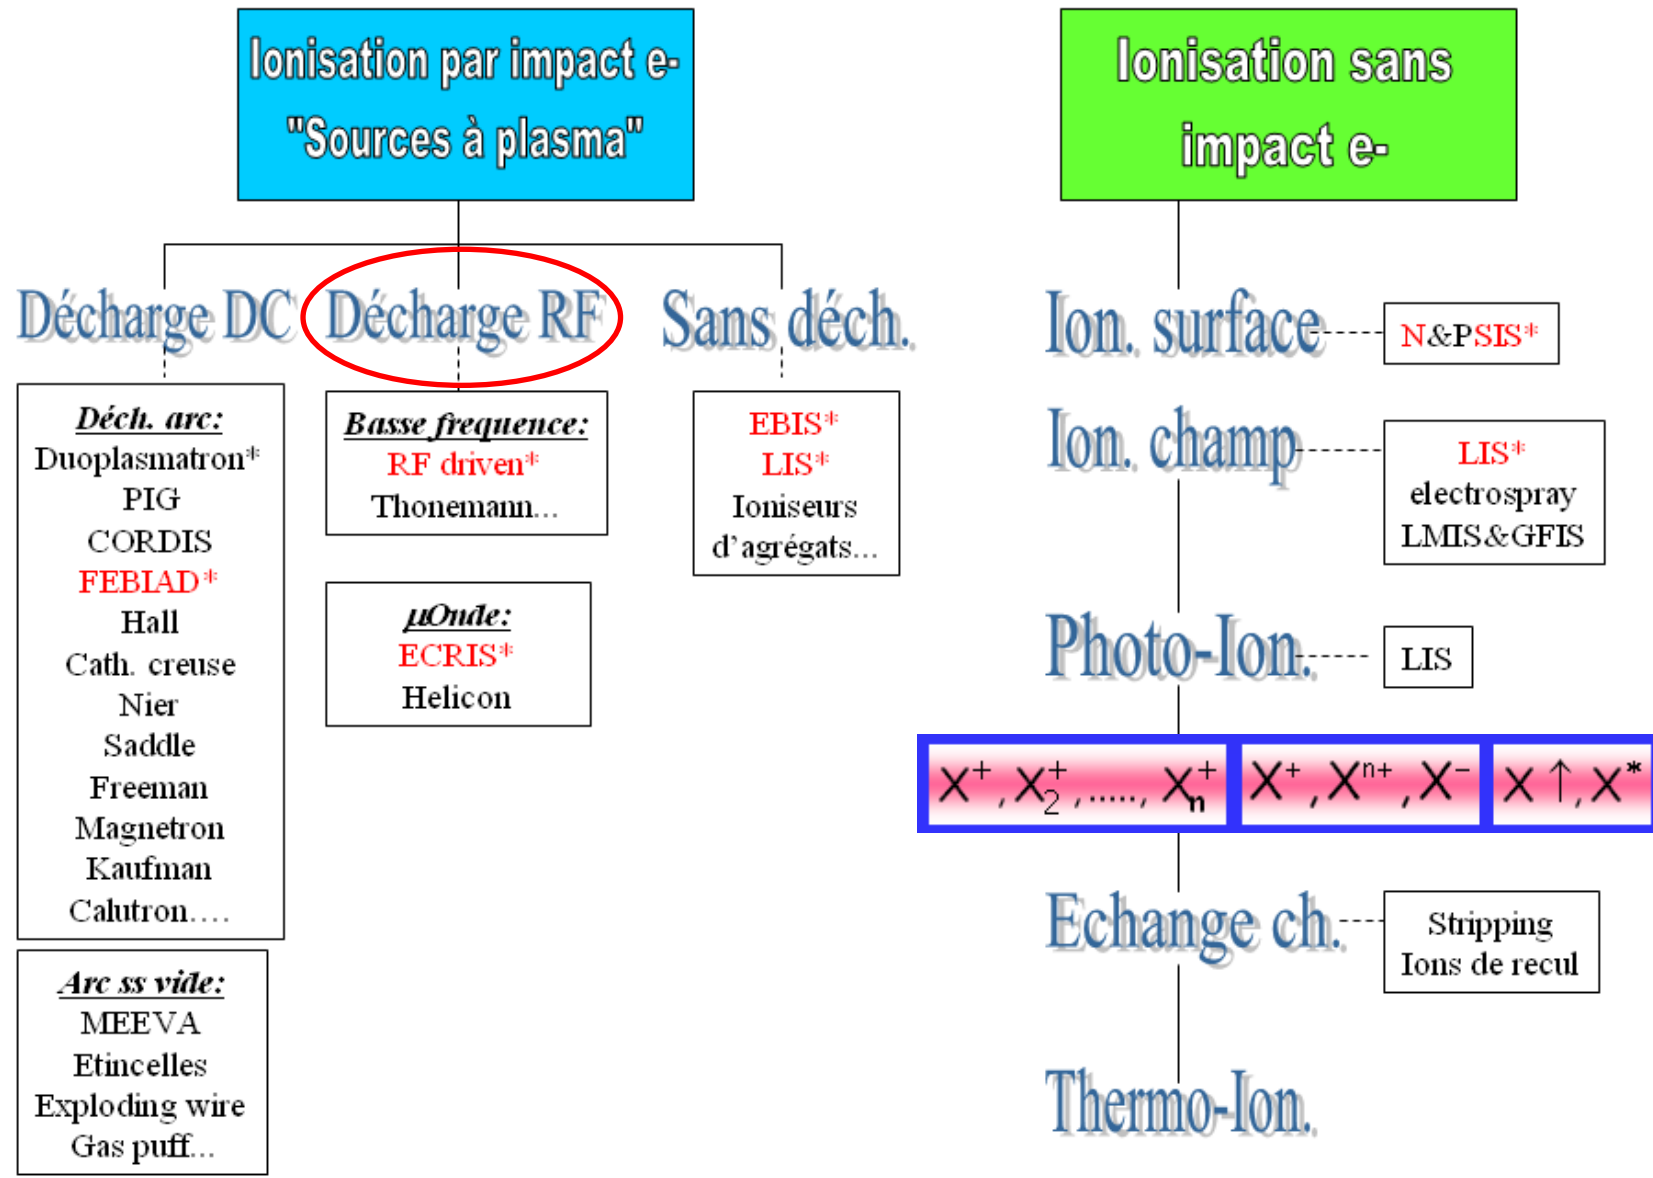 Ionisation par impact e-
"Sources à plasma"
Décharge DC
Décharge RF
Sans déch.
Déch. arc:
Duoplasmatron*
PIG
CORDIS
FEBIAD*
Hall
Cath. creuse
Nier
Saddle
Freeman
Magnetron
Kaufman
Calutron....
Arc ss vide:
MEEVA
Etincelles
Exploding wire
Gas puff...
Basse frequence:
RF driven*
Thonemann...
µOnde:
ECRIS*
Helicon
EBIS*
LIS*
Ioniseurs
d'agrégats...
Ionisation sans
impact e-
Ion. surface
N&PSIS*
Ion. champ
LIS*
electrospray
LMIS&GFIS
Photo-Ion.
LIS
X⁺, X₂⁺, ....., Xₙ⁺
X⁺, Xⁿ⁺, X⁻
X ↑, X*
Echange ch.
Stripping
Ions de recul
Thermo-Ion.